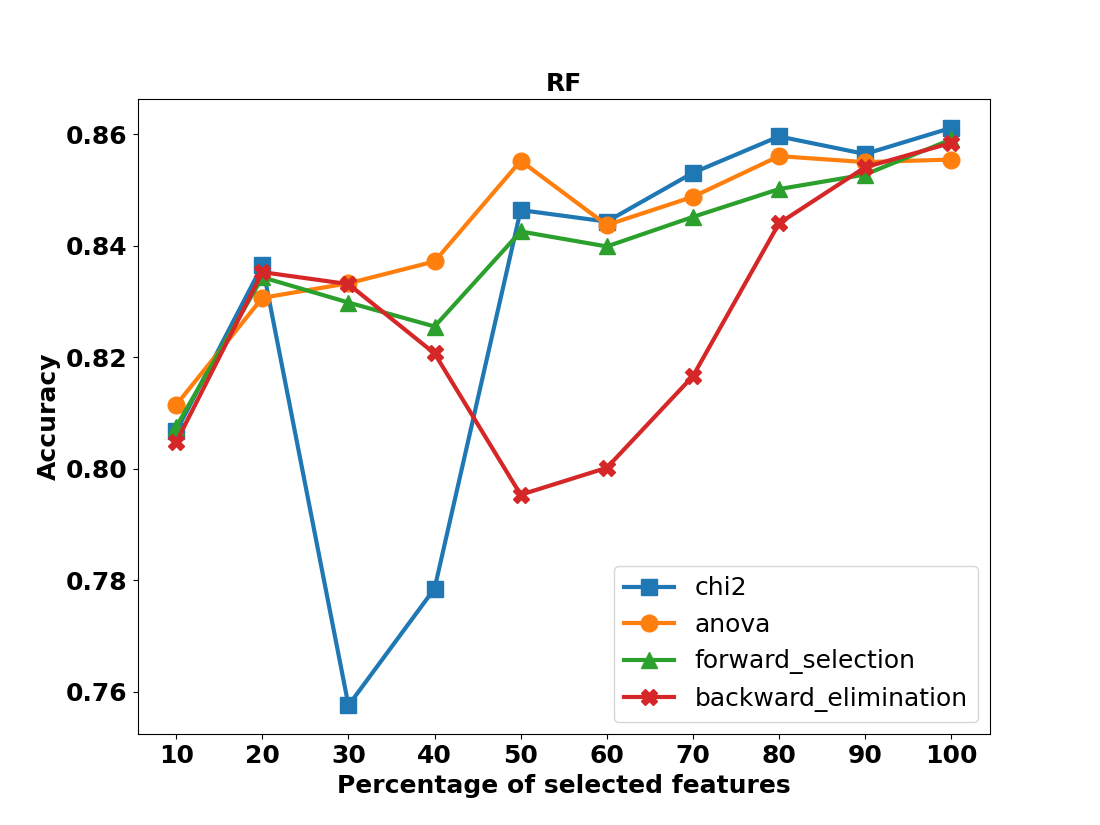 RF
Accuracy
0.86
0.84
0.82
0.80
0.78
0.76
chi2
anova
forward_selection
backward_elimination
10 20 30 40 50 60 70 80 90 100
Percentage of selected features